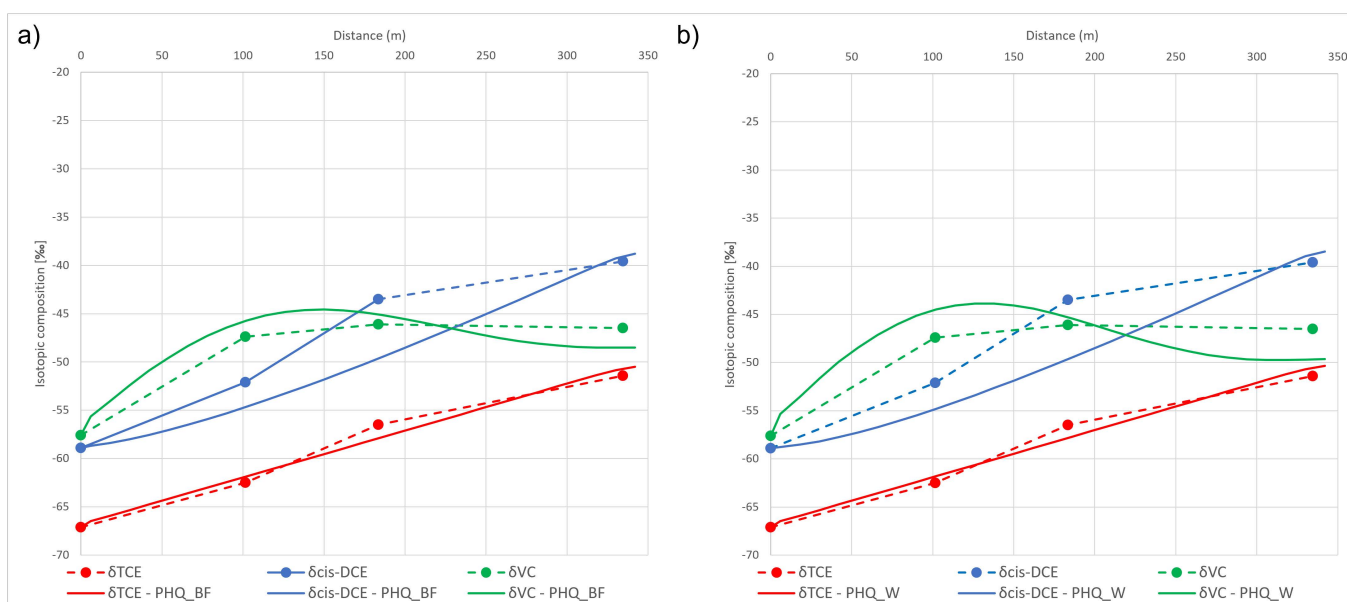 a)
Distance (m)
0 50 100 150 200 250 300 350
-20
-25
-30
-35
-40
-45
-50
-55
-60
-65
-70
Isotopic composition [‰]
δTCE δcis-DCE δVC
δTCE - PHQ_BF δcis-DCE - PHQ_BF δVC - PHQ_BF
b)
Distance (m)
0 50 100 150 200 250 300 350
-20
-25
-30
-35
-40
-45
-50
-55
-60
-65
-70
Isotopic composition [‰]
δTCE δcis-DCE δVC
δTCE - PHQ_W δcis-DCE - PHQ_W δVC - PHQ_W